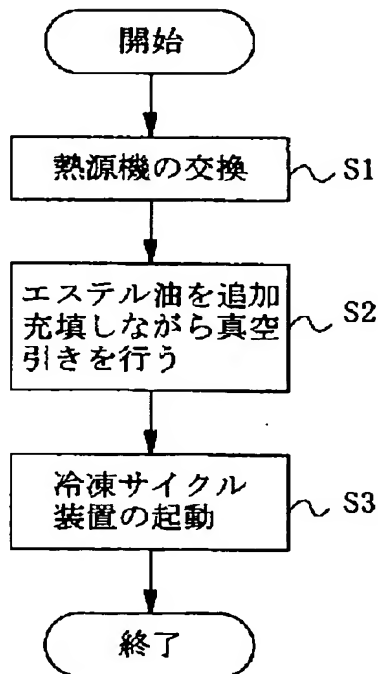 開始
熱源機の交換
S1
エステル油を追加
充填しながら真空
引きを行う
S2
冷凍サイクル
装置の起動
S3
終了